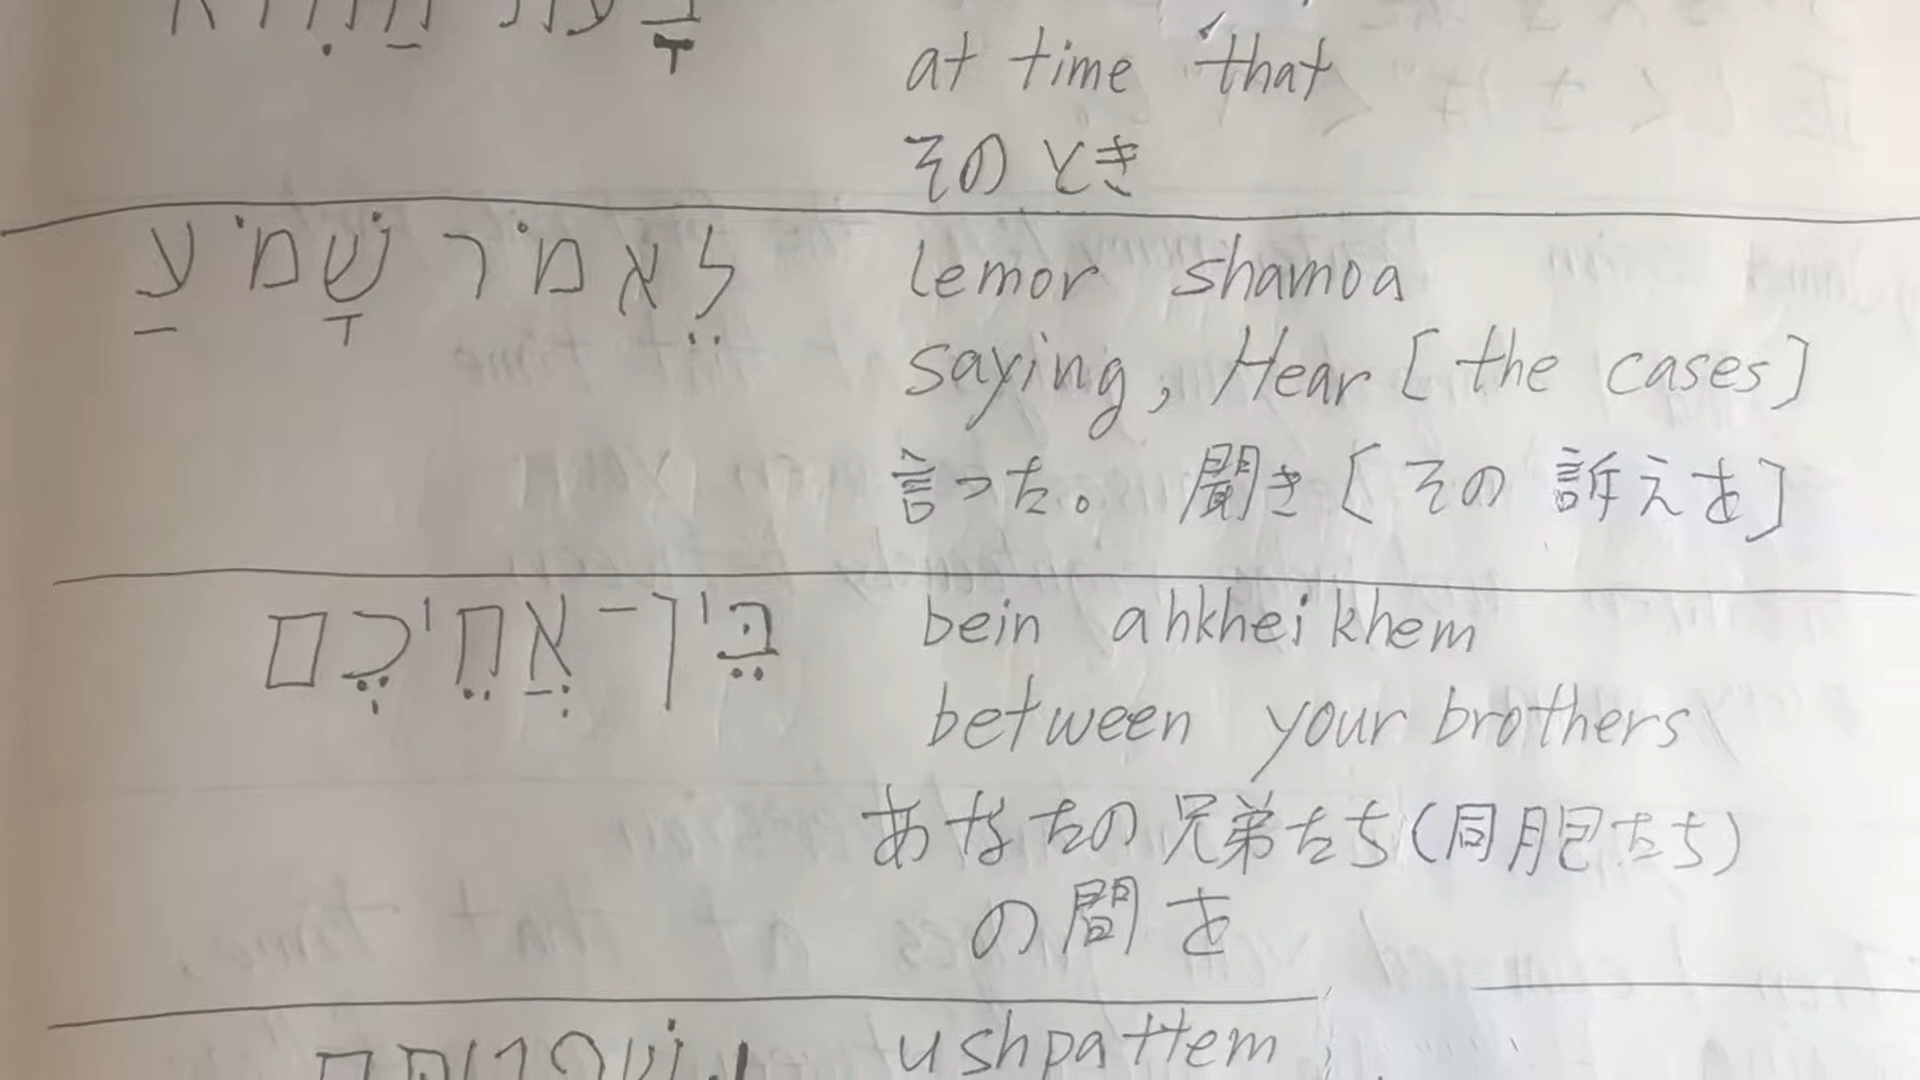 at time that
そのとき
לֵאמֹר שָׁמֹעַ
lemor shamoa
saying, Hear [the cases]
言った。 聞き[その 訴えを]
בֵּין־אֲחֵיכֶם
bein ahkheikhem
between your brothers
あなたの兄弟たち(同胞たち)
の間を
ushpattem